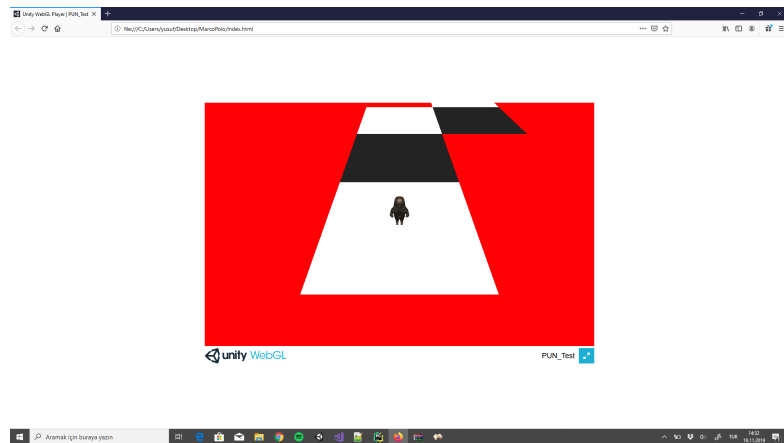 Unity WebGL Player | PUN_Test
file:///C:/Users/yusuf/Desktop/MarcoPolo/index.html
unity WebGL
PUN_Test
Aramak için buraya yazın
TUR
14:32
19.11.2019